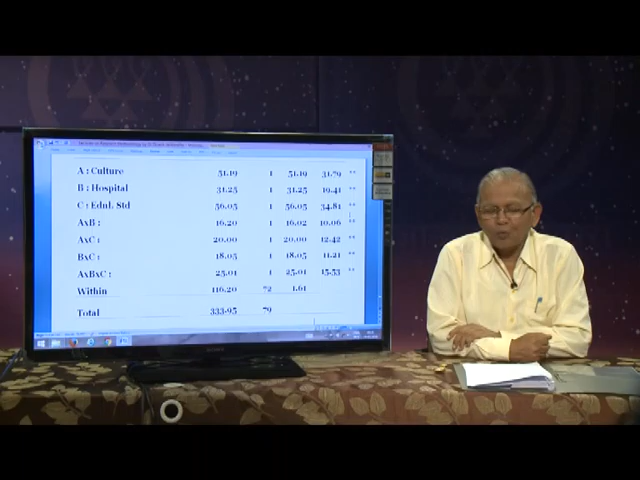 A : Culture 51.19 1 51.19 31.79 **
B : Hospital 31.25 1 31.25 19.41 **
C : Ednl. Std 56.05 1 56.05 34.81 **
AxB : 16.20 1 16.02 10.06 **
AxC : 20.00 1 20.00 12.42 **
BxC : 18.05 1 18.05 11.21 **
AxBxC : 25.01 1 25.01 15.53 **
Within 116.20 72 1.61
Total 333.95 79